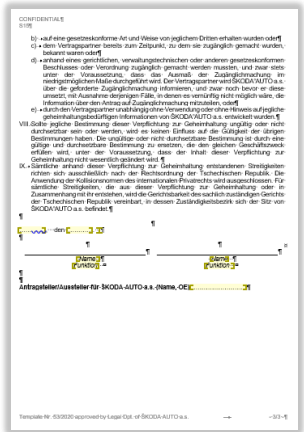 CONFIDENTIAL¶
b)→auf eine gesetzeskonforme Art und Weise von jeglichem Dritten erhalten wurden oder¶
c)→dem Vertragspartner bereits zum Zeitpunkt, zu dem sie zugänglich gemacht wurden,
bekannt waren oder¶
d)→anhand eines gerichtlichen, verwaltungstechnischen oder anderen gesetzeskonformen
Beschlusses oder Verordnung zugänglich gemacht werden mussten, und zwar stets
unter der Voraussetzung, dass das Ausmaß der Zugänglichmachung im
niedrigstmöglichen Maße durchgeführt wird. Der Vertragspartner wird ŠKODA AUTO a.s.
über die geforderte Zugänglichmachung informieren, und zwar noch bevor er diese
umsetzt, mit Ausnahme derjenigen Fälle, in denen es vernünftig nicht möglich wäre, die
Information über den Antrag auf Zugänglichmachung mitzuteilen, oder¶
e)→durch den Vertragspartner unabhängig ohne Verwendung oder ohne Hinweis auf jegliche
geheimhaltungsbedürftigen Informationen von ŠKODA AUTO a.s. entwickelt wurden.¶
VIII.Sollte jegliche Bestimmung dieser Verpflichtung zur Geheimhaltung ungültig oder nicht
durchsetzbar sein oder werden, wird es keinen Einfluss auf die Gültigkeit der übrigen
Bestimmungen haben. Die ungültige oder nicht durchsetzbare Bestimmung ist durch eine
gültige und durchsetzbare Bestimmung zu ersetzen, die den gleichen Geschäftszweck
erfüllen wird, unter der Voraussetzung, dass der Inhalt dieser Verpflichtung zur
Geheimhaltung nicht wesentlich geändert wird.¶
IX.→Sämtliche anhand dieser Verpflichtung zur Geheimhaltung entstandenen Streitigkeiten
richten sich ausschließlich nach der Rechtsordnung der Tschechischen Republik. Die
Anwendung der Kollisionsnormen des internationalen Privatrechts wird ausgeschlossen. Für
sämtliche Streitigkeiten, die aus dieser Verpflichtung zur Geheimhaltung oder in
Zusammenhang mit ihr entstehen, wird die Gerichtsbarkeit des sachlich zuständigen Gerichts
der Tschechischen Republik vereinbart, in dessen Zuständigkeitsbezirk sich der Sitz von
ŠKODA AUTO a.s. befindet.¶
den
[Name] [Name]
[Funktion] [Funktion]
Antragsteller/Aussteller für ŠKODA AUTO a.s. (Name, OE)
Template Nr. 03/2020 approved by Legal Dpt. of ŠKODA AUTO a.s. → -3/3-¶